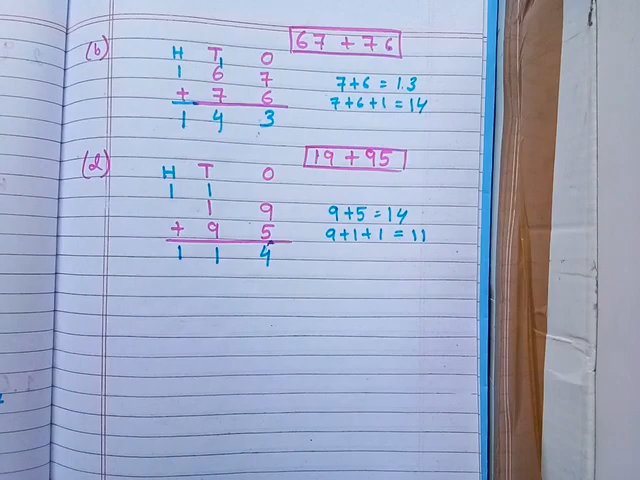 (b) 67 + 76
H T O
1
1 6 7 7+6 = 13
+ 7 6 7+6+1 = 14
1 4 3
(d) 19 + 95
H T O
1 1
1 9 9+5 = 14
+ 9 5 9+1+1 = 11
1 1 4